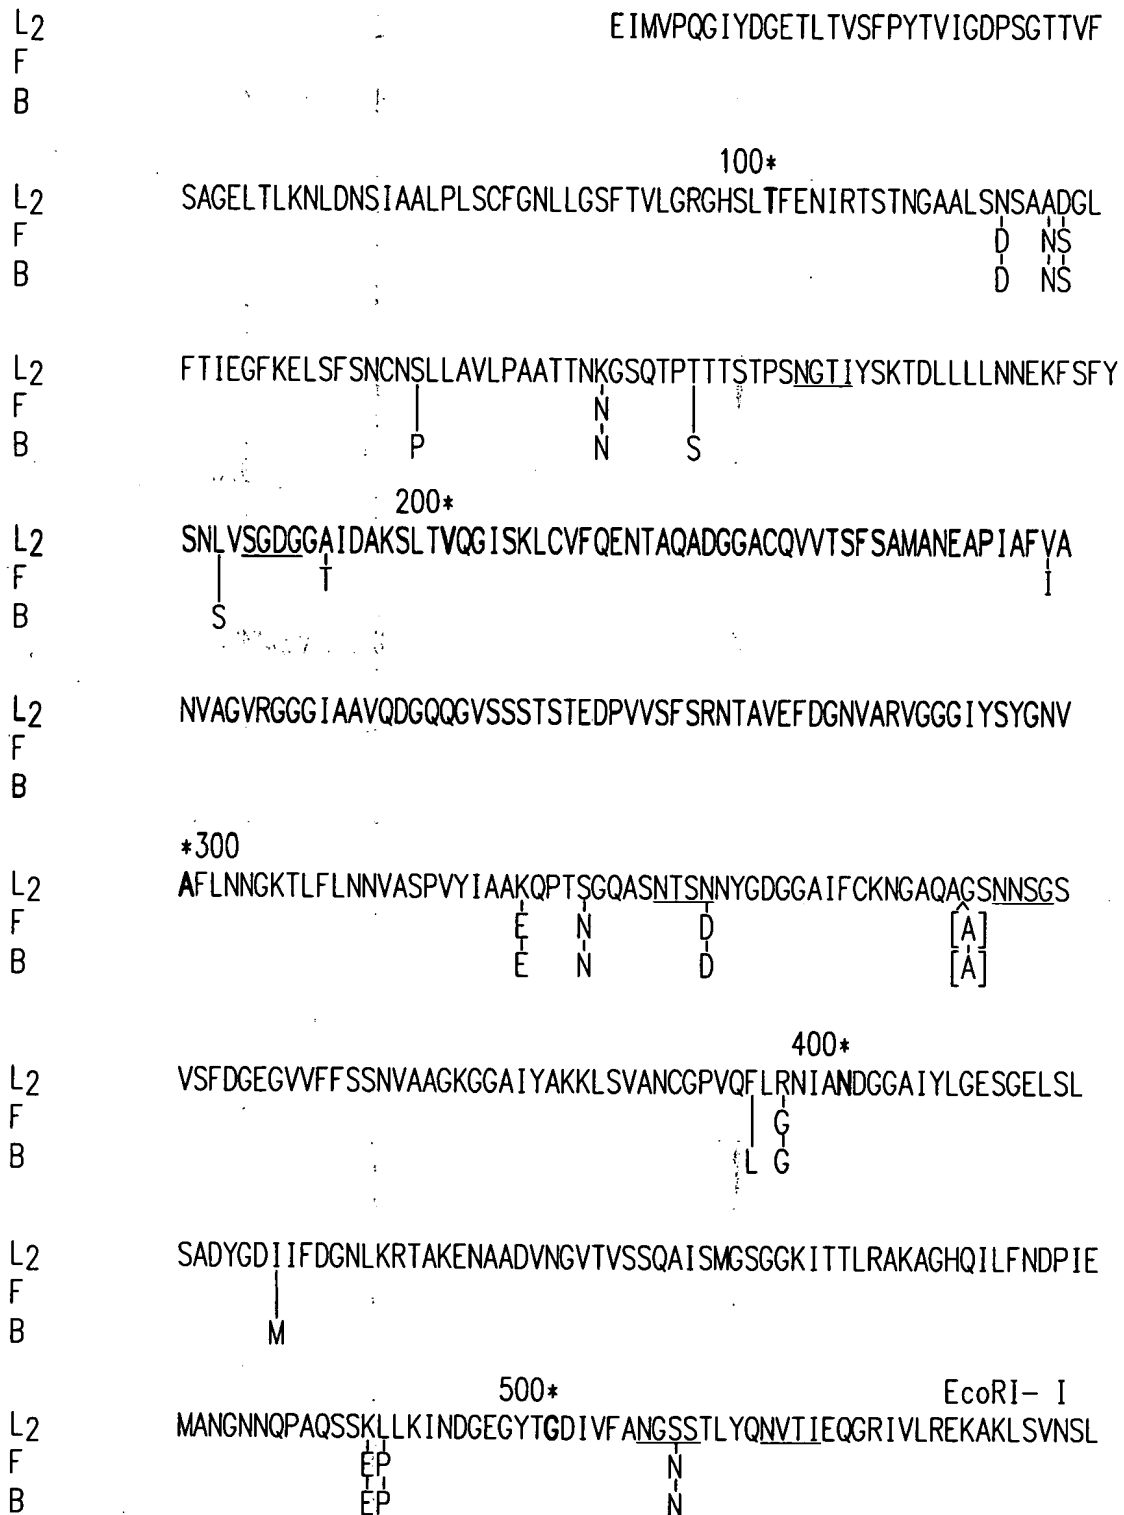 L2 EIMVPQGIYDGETLTVSFPYTVIGDPSGTTVF
F
B
100*
L2 SAGELTLKNLDNSIAALPLSCFGNLLGSFTVLGRGHSLTFENIRTSTNGAALSNSAADGL
F D NS
B D NS
L2 FTIEGFKELSFSNCNSLLAVLPAATTNKGSQTPTTTSTPSNGTIYSKTDLLLLNNEKFSFY
F N
B P N S
200*
L2 SNLVSGDGGAIDAKSLTVQGISKLCVFQENTAQADGGACQVVTSFSAMANEAPIAFVA
F T I
B S
L2 NVAGVRGGGIAAVQDGQQGVSSSTSTEDPVVSFSRNTAVEFDGNVARVGGGIYSYGNV
F
B
*300
L2 AFLNNGKTLFLNNVASPVYIAAKQPTSGQASNTSNNYGDGGAIFCKNGAQAGSNNSGS
F E N D [A]
B E N D [A]
400*
L2 VSFDGEGVVFFSSNVAAGKGGAIYAKKLSVANCGPVQFLRNIANDGGAIYLGESGELSL
F G
B L G
L2 SADYGDIIFDGNLKRTAKENAADVNGVTVSSQAISMGSGGKITTLRAKAGHQILFNDPIE
F
B M
500* EcoRI- I
L2 MANGNNQPAQSSKLLKINDGEGYTGDIVFANGSSTLYQNVTIEQGRIVLREKAKLSVNSL
F EP N
B EP N